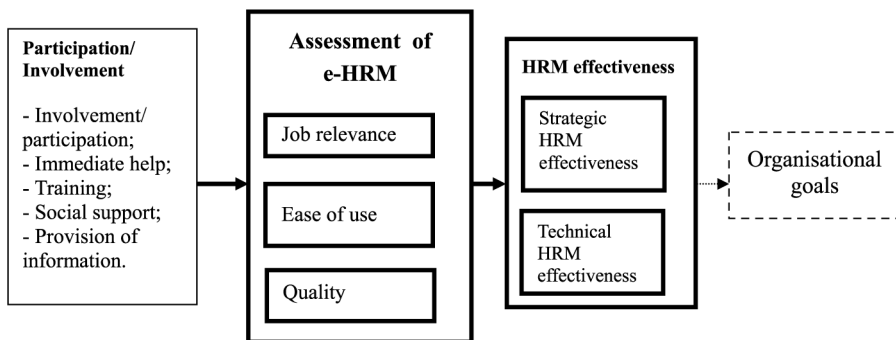 Participation/
Involvement
- Involvement/
participation;
- Immediate help;
- Training;
- Social support;
- Provision of
information.
Assessment of
e-HRM
Job relevance
Ease of use
Quality
HRM effectiveness
Strategic
HRM
effectiveness
Technical
HRM
effectiveness
Organisational
goals